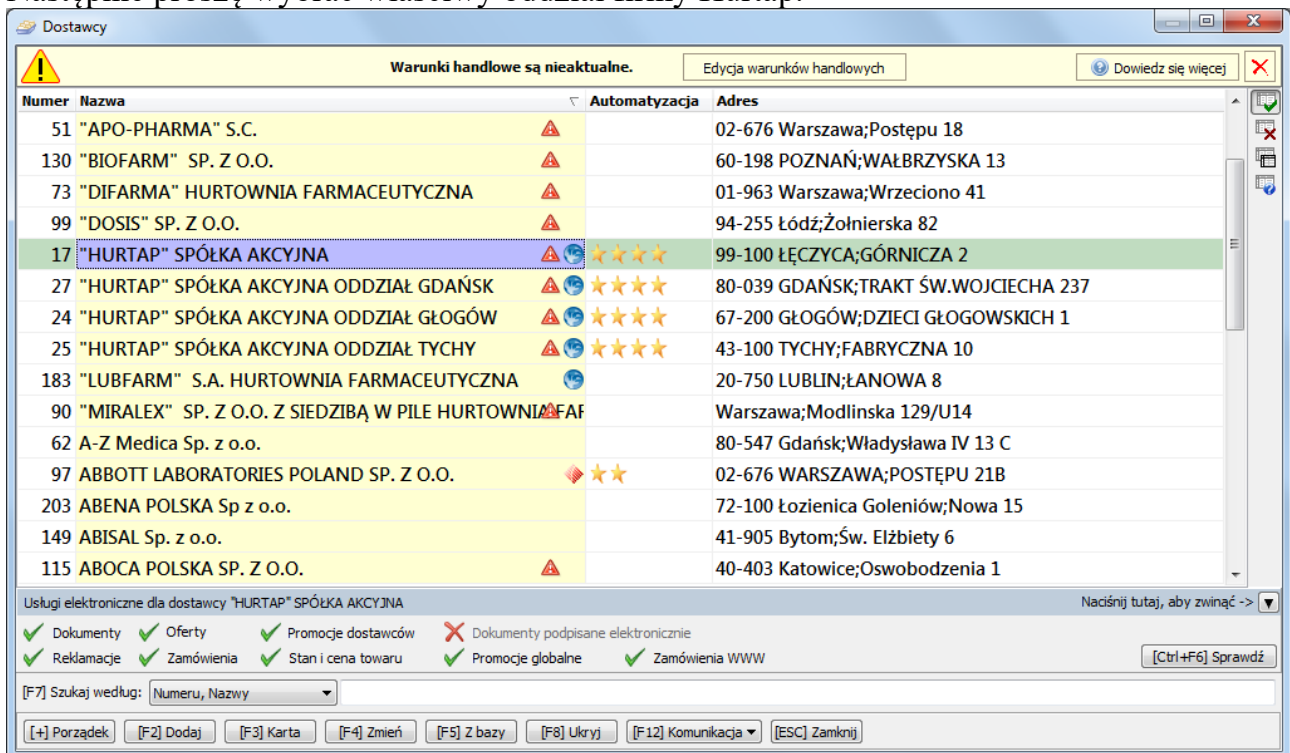 Następnie proszę wybrać właściwy oddział firmy Hurtap.
Dostawcy
Warunki handlowe są nieaktualne. Edycja warunków handlowych Dowiedz się więcej
Numer Nazwa Automatyzacja Adres
51 "APO-PHARMA" S.C. 02-676 Warszawa;Postępu 18
130 "BIOFARM" SP. Z O.O. 60-198 POZNAŃ;WAŁBRZYSKA 13
73 "DIFARMA" HURTOWNIA FARMACEUTYCZNA 01-963 Warszawa;Wrzeciono 41
99 "DOSIS" SP. Z O.O. 94-255 Łódź;Żołnierska 82
17 "HURTAP" SPÓŁKA AKCYJNA 99-100 ŁĘCZYCA;GÓRNICZA 2
27 "HURTAP" SPÓŁKA AKCYJNA ODDZIAŁ GDAŃSK 80-039 GDAŃSK;TRAKT ŚW.WOJCIECHA 237
24 "HURTAP" SPÓŁKA AKCYJNA ODDZIAŁ GŁOGÓW 67-200 GŁOGÓW;DZIECI GŁOGOWSKICH 1
25 "HURTAP" SPÓŁKA AKCYJNA ODDZIAŁ TYCHY 43-100 TYCHY;FABRYCZNA 10
183 "LUBFARM" S.A. HURTOWNIA FARMACEUTYCZNA 20-750 LUBLIN;ŁANOWA 8
90 "MIRALEX" SP. Z O.O. Z SIEDZIBĄ W PILE HURTOWNIA FAR Warszawa;Modlinska 129/U14
62 A-Z Medica Sp. z o.o. 80-547 Gdańsk;Władysława IV 13 C
97 ABBOTT LABORATORIES POLAND SP. Z O.O. 02-676 WARSZAWA;POSTĘPU 21B
203 ABENA POLSKA Sp z o.o. 72-100 Łozienica Goleniów;Nowa 15
149 ABISAL Sp. z o.o. 41-905 Bytom;Św. Elżbiety 6
115 ABOCA POLSKA SP. Z O.O. 40-403 Katowice;Oswobodzenia 1
Usługi elektroniczne dla dostawcy "HURTAP" SPÓŁKA AKCYJNA Naciśnij tutaj, aby zwinąć ->
Dokumenty Oferty Promocje dostawców Dokumenty podpisane elektronicznie
Reklamacje Zamówienia Stan i cena towaru Promocje globalne Zamówienia WWW [Ctrl+F6] Sprawdź
[F7] Szukaj według: Numeru, Nazwy
[+] Porządek [F2] Dodaj [F3] Karta [F4] Zmień [F5] Z bazy [F8] Ukryj [F12] Komunikacja [ESC] Zamknij